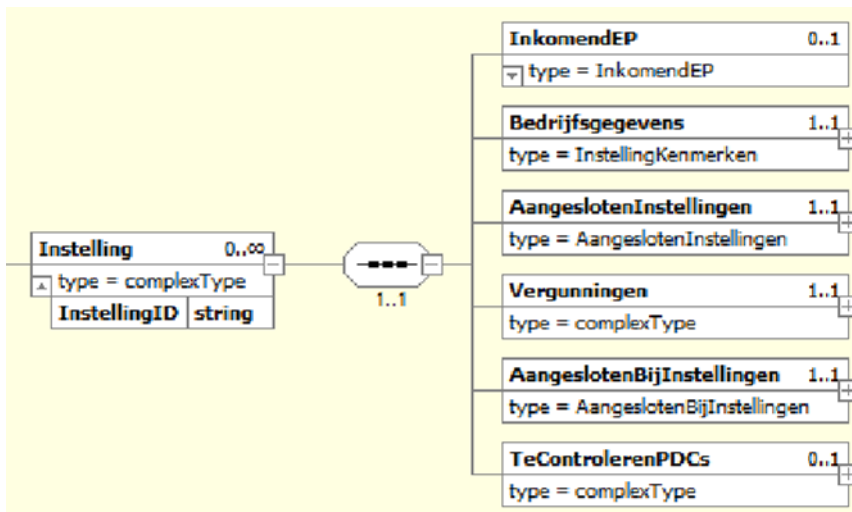 Instelling 0..∞
type = complexType
InstellingID string
1..1
InkomendEP 0..1
type = InkomendEP
Bedrijfsgegevens 1..1
type = InstellingKenmerken
AangeslotenInstellingen 1..1
type = AangeslotenInstellingen
Vergunningen 1..1
type = complexType
AangeslotenBijInstellingen 1..1
type = AangeslotenBijInstellingen
TeControlerenPDCs 0..1
type = complexType